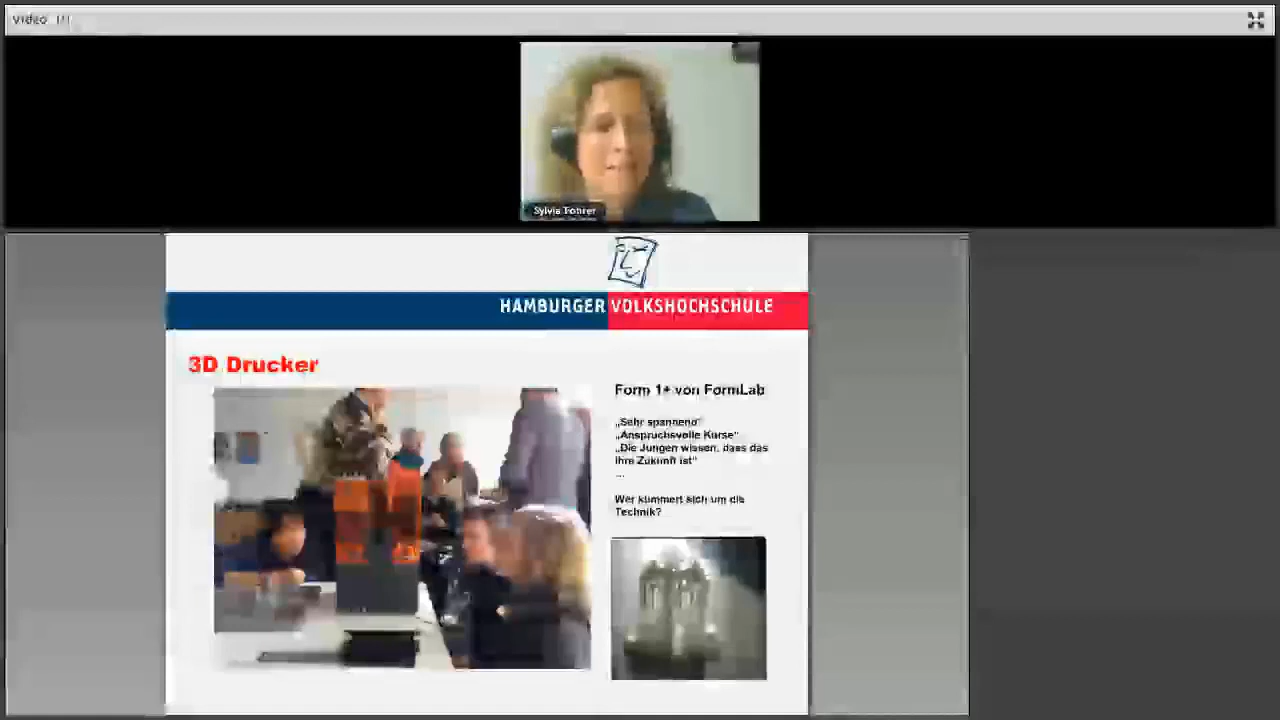 Video (1)
Sylvia Fohrer
HAMBURGER VOLKSHOCHSCHULE
3D Drucker
Form 1+ von FormLab
„Sehr spannend“
„Anspruchsvolle Kurse“
„Die Jungen wissen, dass das
ihre Zukunft ist“
...
Wer kümmert sich um die
Technik?